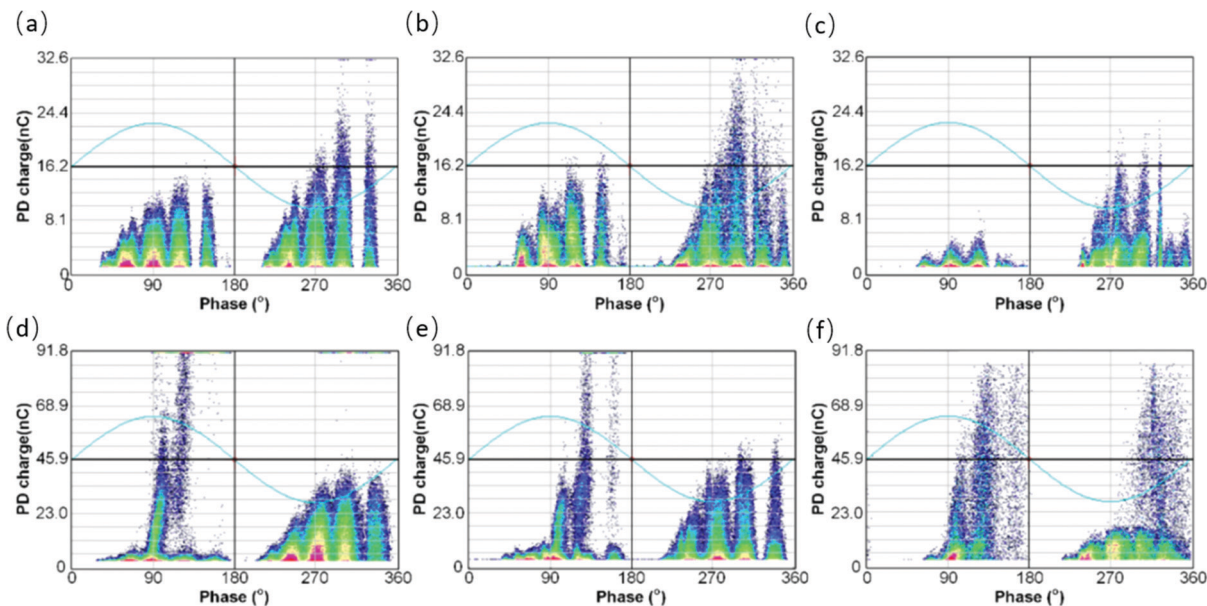 (a)
32.6
24.4
16.2
8.1
0
PD charge(nC)
0 90 180 270 360
Phase (°)
(b)
32.6
24.4
16.2
8.1
0
PD charge(nC)
0 90 180 270 360
Phase (°)
(c)
32.6
24.4
16.2
8.1
0
PD charge(nC)
0 90 180 270 360
Phase (°)
(d)
91.8
68.9
45.9
23.0
0
PD charge(nC)
0 90 180 270 360
Phase (°)
(e)
91.8
68.9
45.9
23.0
0
PD charge(nC)
0 90 180 270 360
Phase (°)
(f)
91.8
68.9
45.9
23.0
0
PD charge(nC)
0 90 180 270 360
Phase (°)